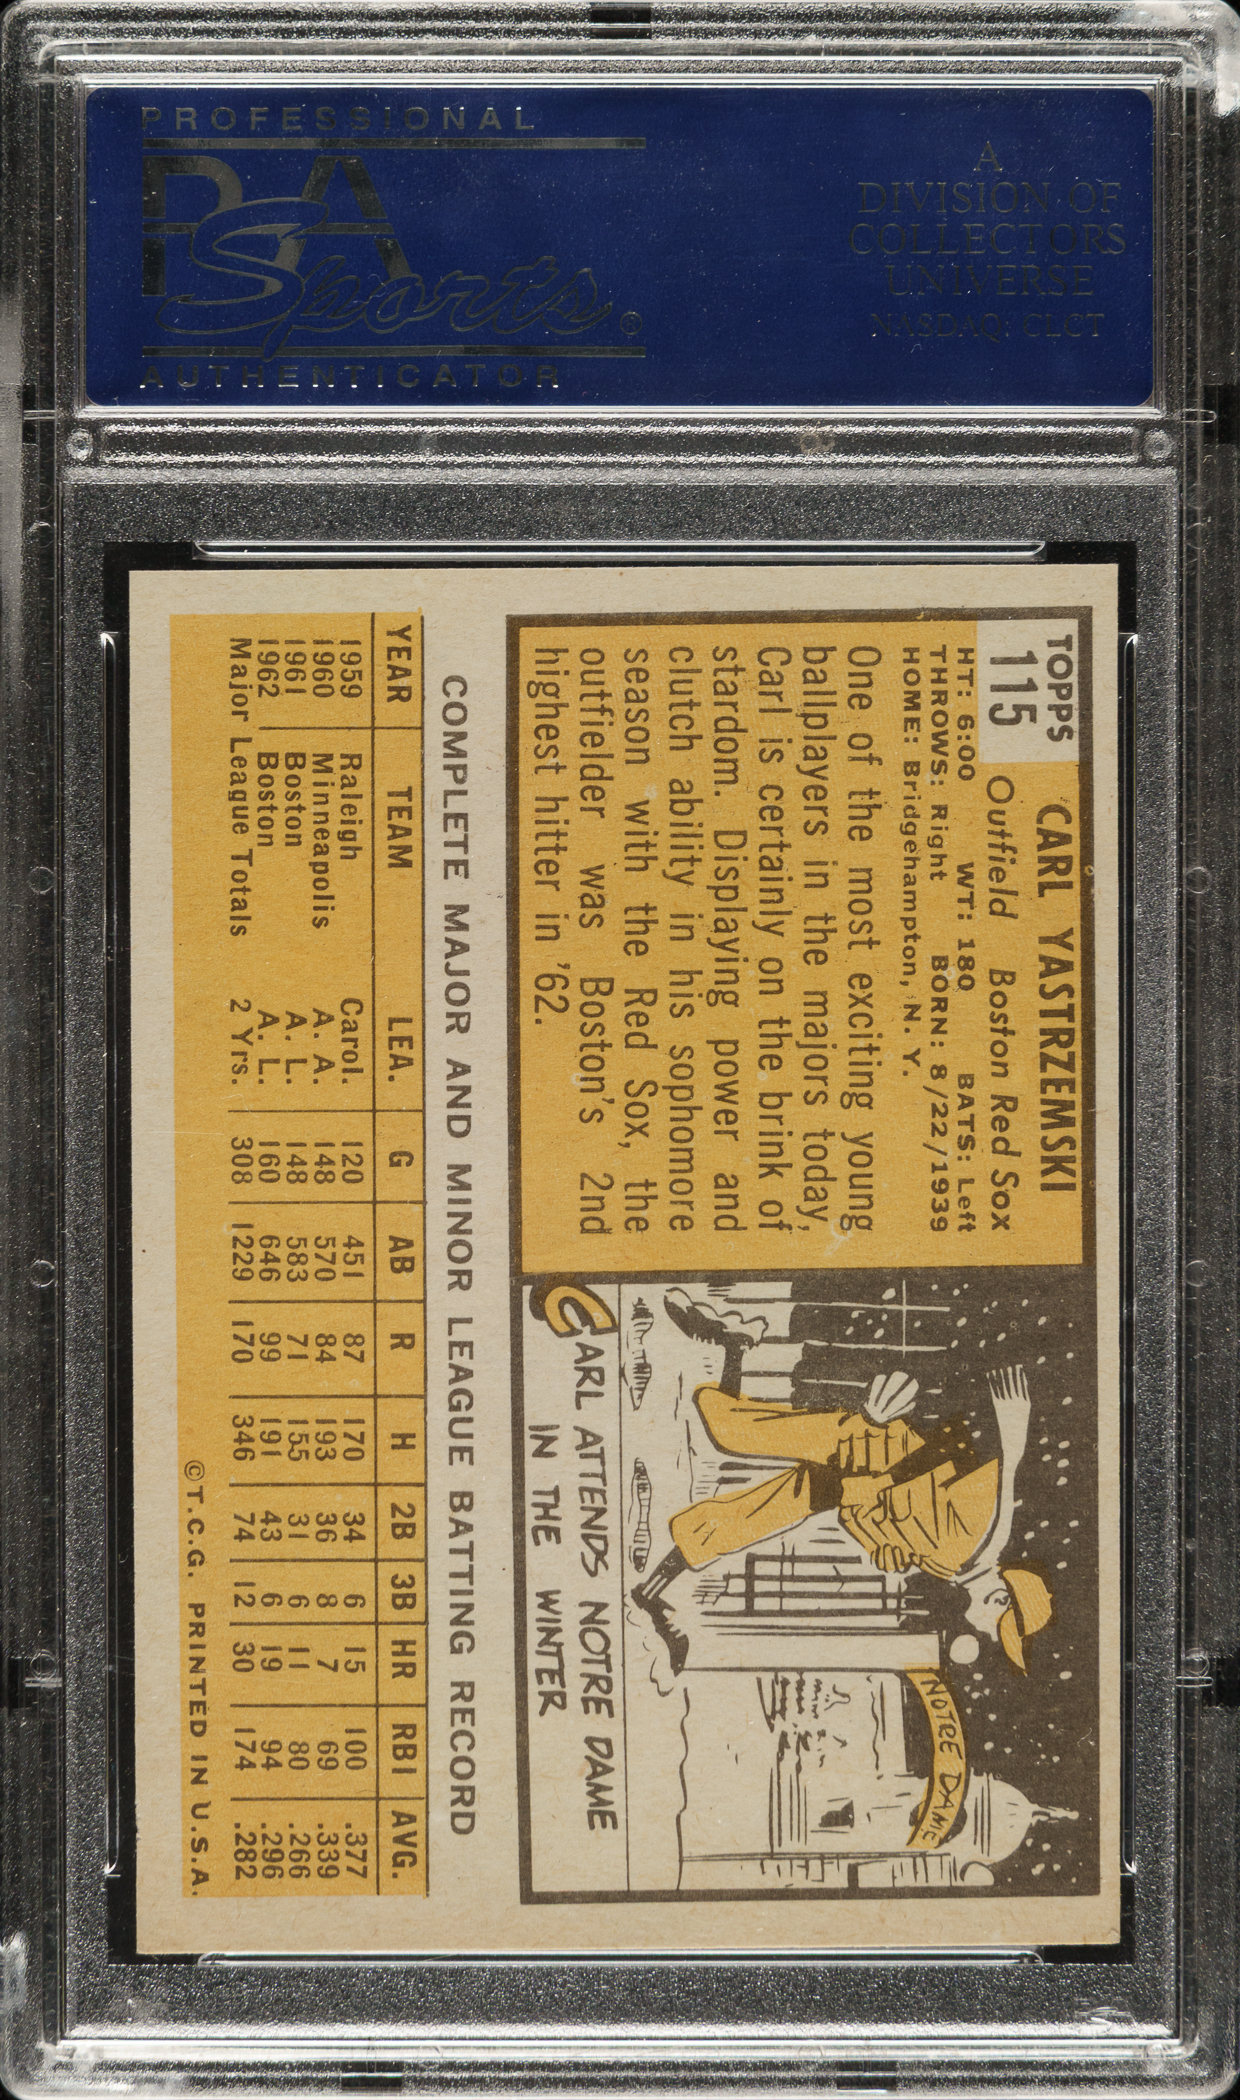 PROFESSIONAL
PSA
Sports®
AUTHENTICATOR
A
DIVISION OF
COLLECTORS
UNIVERSE
NASDAQ: CLCT
TOPPS
115
CARL YASTRZEMSKI
Outfield Boston Red Sox
HT: 6:00 WT: 180 BATS: Left
THROWS: Right BORN: 8/22/1939
HOME: Bridgehampton, N. Y.
One of the most exciting young
ballplayers in the majors today,
Carl is certainly on the brink of
stardom. Displaying power and
clutch ability in his sophomore
season with the Red Sox, the
outfielder was Boston's 2nd
highest hitter in '62.
NOTRE DAME
CARL ATTENDS NOTRE DAME
IN THE WINTER
COMPLETE MAJOR AND MINOR LEAGUE BATTING RECORD
YEAR TEAM LEA. G AB R H 2B 3B HR RBI AVG.
1959 Raleigh Carol. 120 451 87 170 34 6 15 100 .377
1960 Minneapolis A. A. 148 570 84 193 36 8 7 69 .339
1961 Boston A. L. 148 583 71 155 31 6 11 80 .266
1962 Boston A. L. 160 646 99 191 43 6 19 94 .296
Major League Totals 2 Yrs. 308 1229 170 346 74 12 30 174 .282
©T.C.G. PRINTED IN U.S.A.